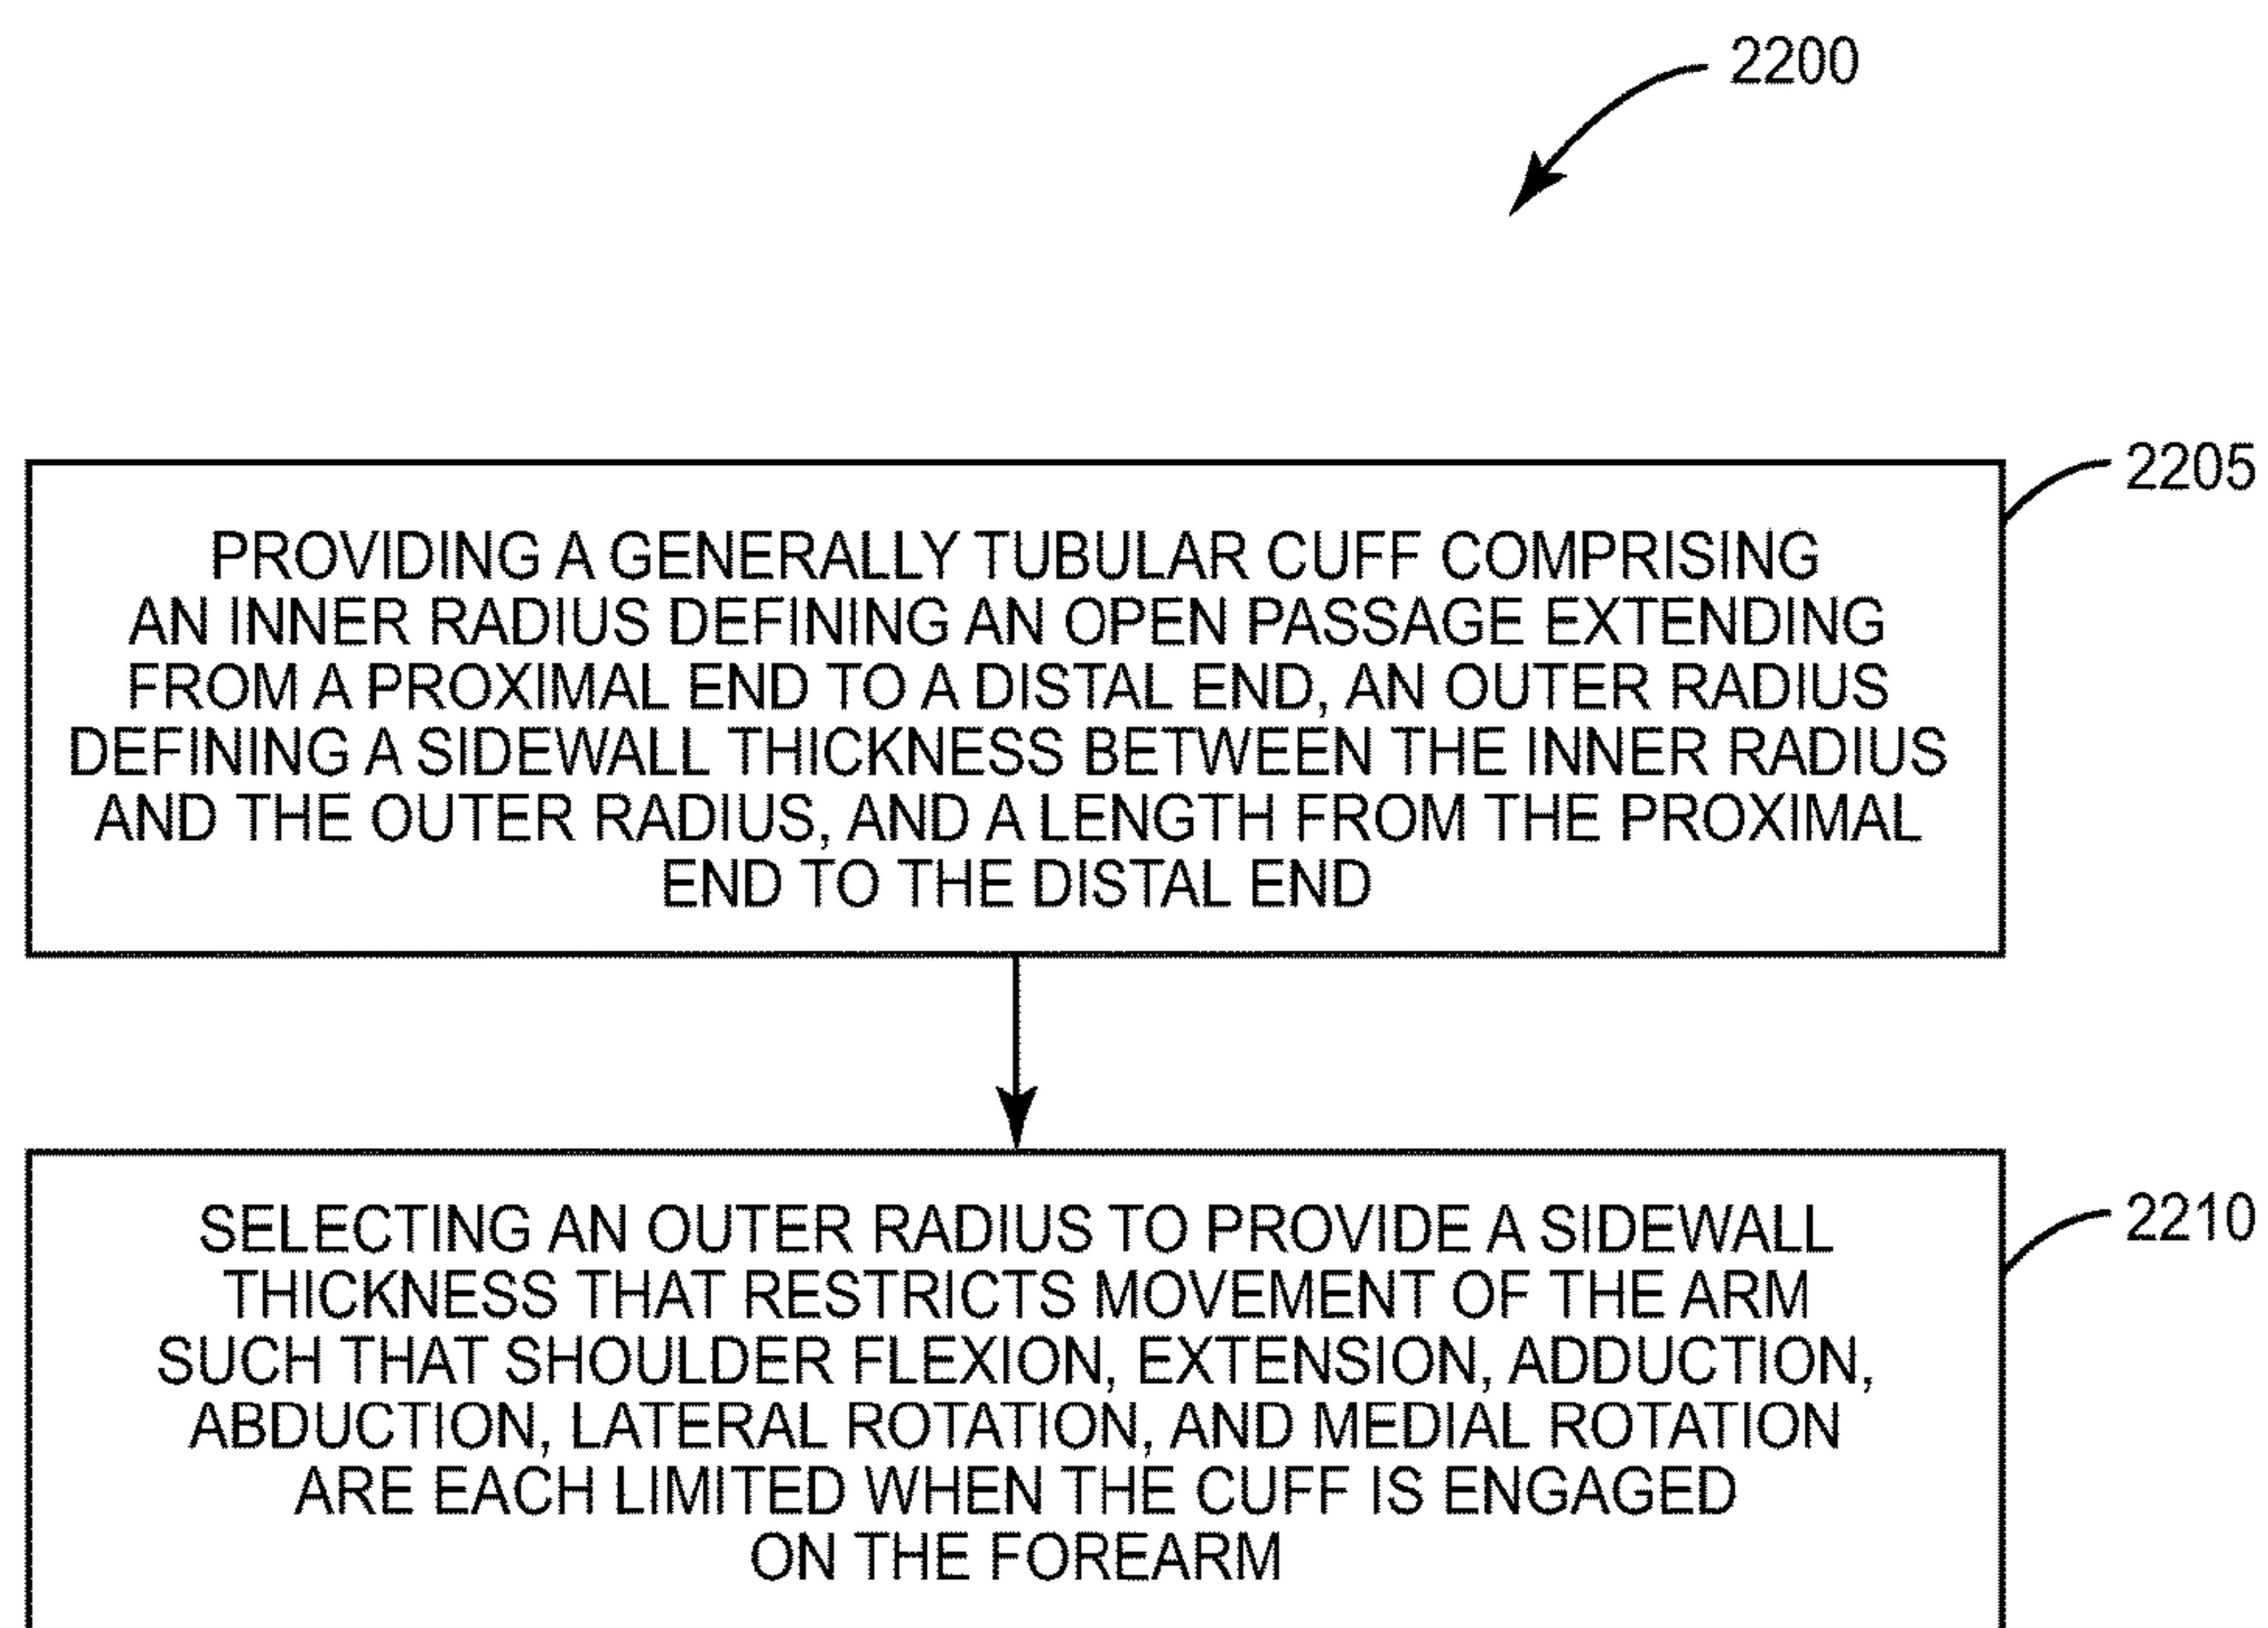 2200
2205
PROVIDING A GENERALLY TUBULAR CUFF COMPRISING
AN INNER RADIUS DEFINING AN OPEN PASSAGE EXTENDING
FROM A PROXIMAL END TO A DISTAL END, AN OUTER RADIUS
DEFINING A SIDEWALL THICKNESS BETWEEN THE INNER RADIUS
AND THE OUTER RADIUS, AND A LENGTH FROM THE PROXIMAL
END TO THE DISTAL END
2210
SELECTING AN OUTER RADIUS TO PROVIDE A SIDEWALL
THICKNESS THAT RESTRICTS MOVEMENT OF THE ARM
SUCH THAT SHOULDER FLEXION, EXTENSION, ADDUCTION,
ABDUCTION, LATERAL ROTATION, AND MEDIAL ROTATION
ARE EACH LIMITED WHEN THE CUFF IS ENGAGED
ON THE FOREARM